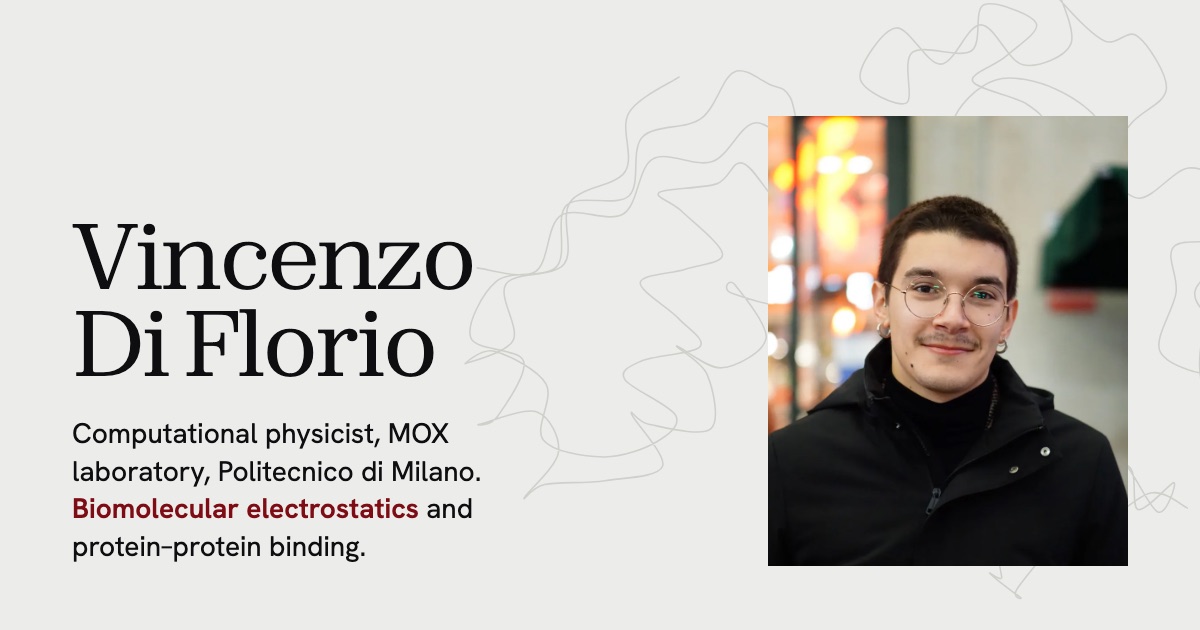 Vincenzo
Di Florio
Computational physicist, MOX
laboratory, Politecnico di Milano.
Biomolecular electrostatics and
protein–protein binding.